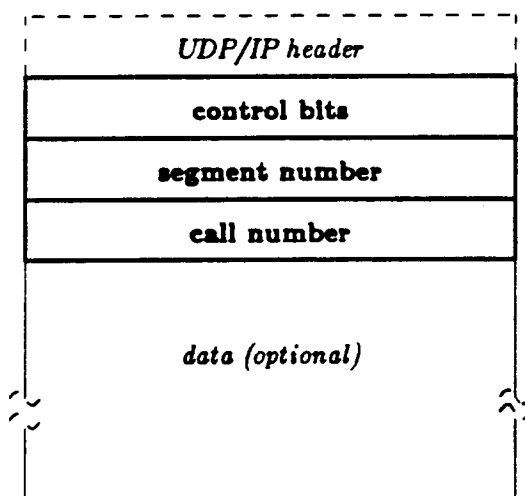 UDP/IP header
control bits
segment number
call number
data (optional)